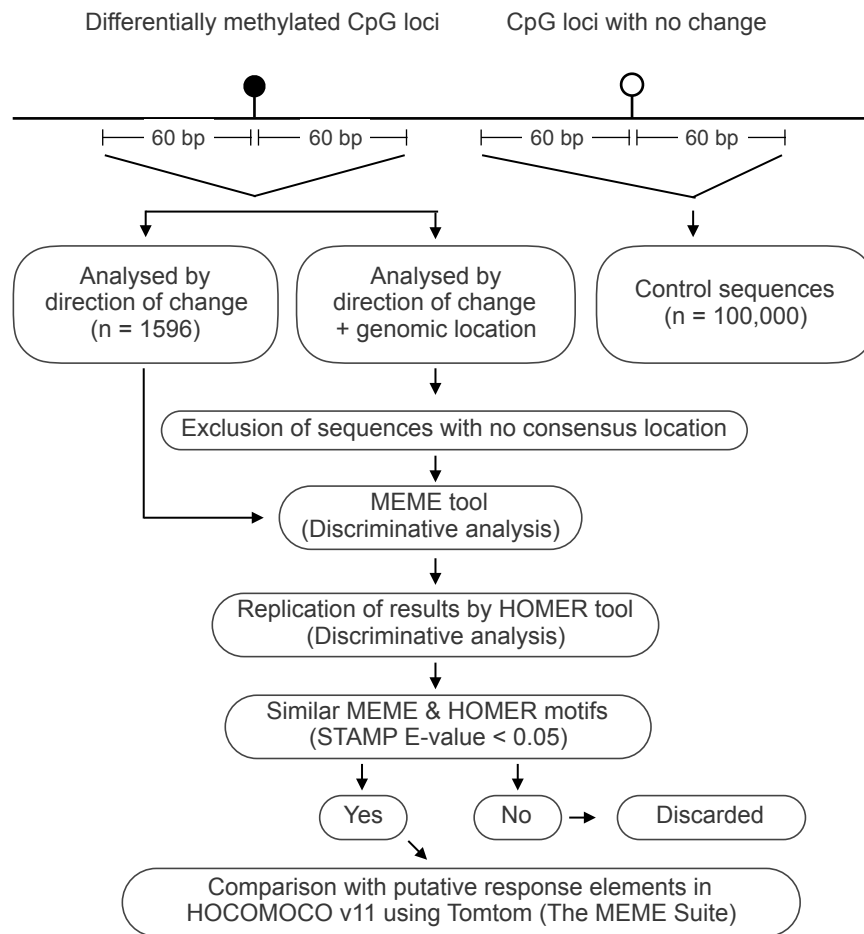 Differentially methylated CpG loci
CpG loci with no change
60 bp
60 bp
60 bp
60 bp
Analysed by
direction of change
(n = 1596)
Analysed by
direction of change
+ genomic location
Control sequences
(n = 100,000)
Exclusion of sequences with no consensus location
MEME tool
(Discriminative analysis)
Replication of results by HOMER tool
(Discriminative analysis)
Similar MEME & HOMER motifs
(STAMP E-value < 0.05)
Yes
No
Discarded
Comparison with putative response elements in
HOCOMOCO v11 using Tomtom (The MEME Suite)